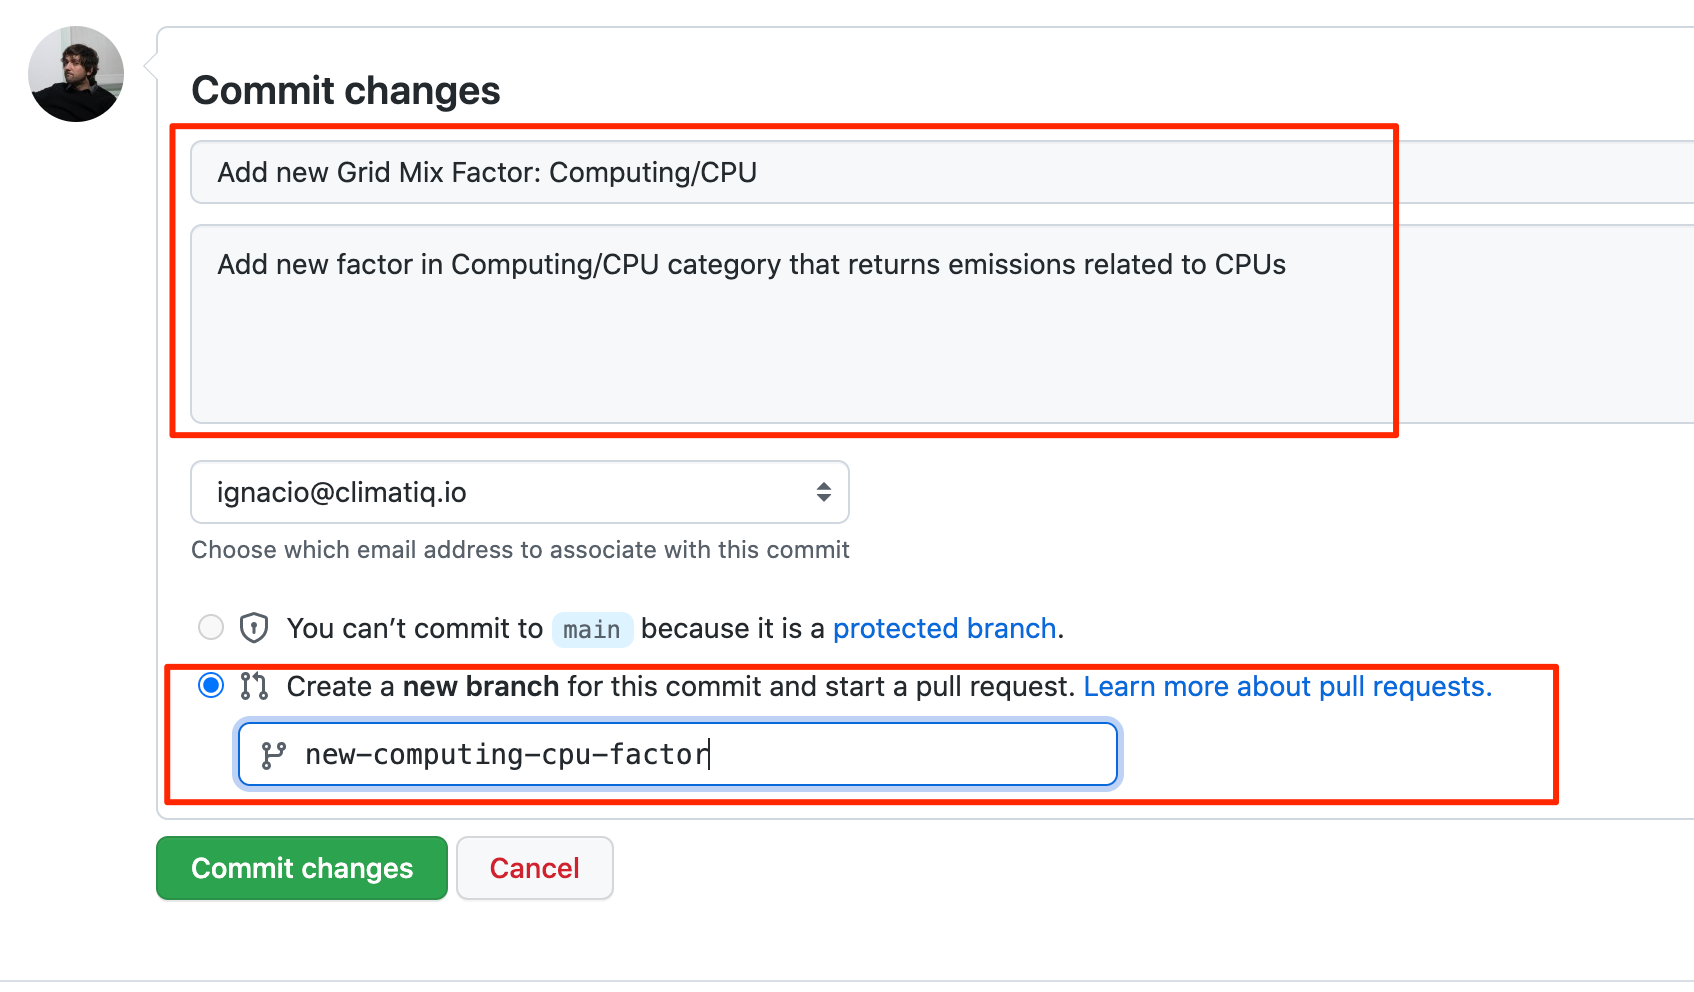 Commit changes
Add new Grid Mix Factor: Computing/CPU
Add new factor in Computing/CPU category that returns emissions related to CPUs
ignacio@climatiq.io
Choose which email address to associate with this commit
You can’t commit to main because it is a protected branch.
Create a new branch for this commit and start a pull request. Learn more about pull requests.
new-computing-cpu-factor
Commit changes Cancel